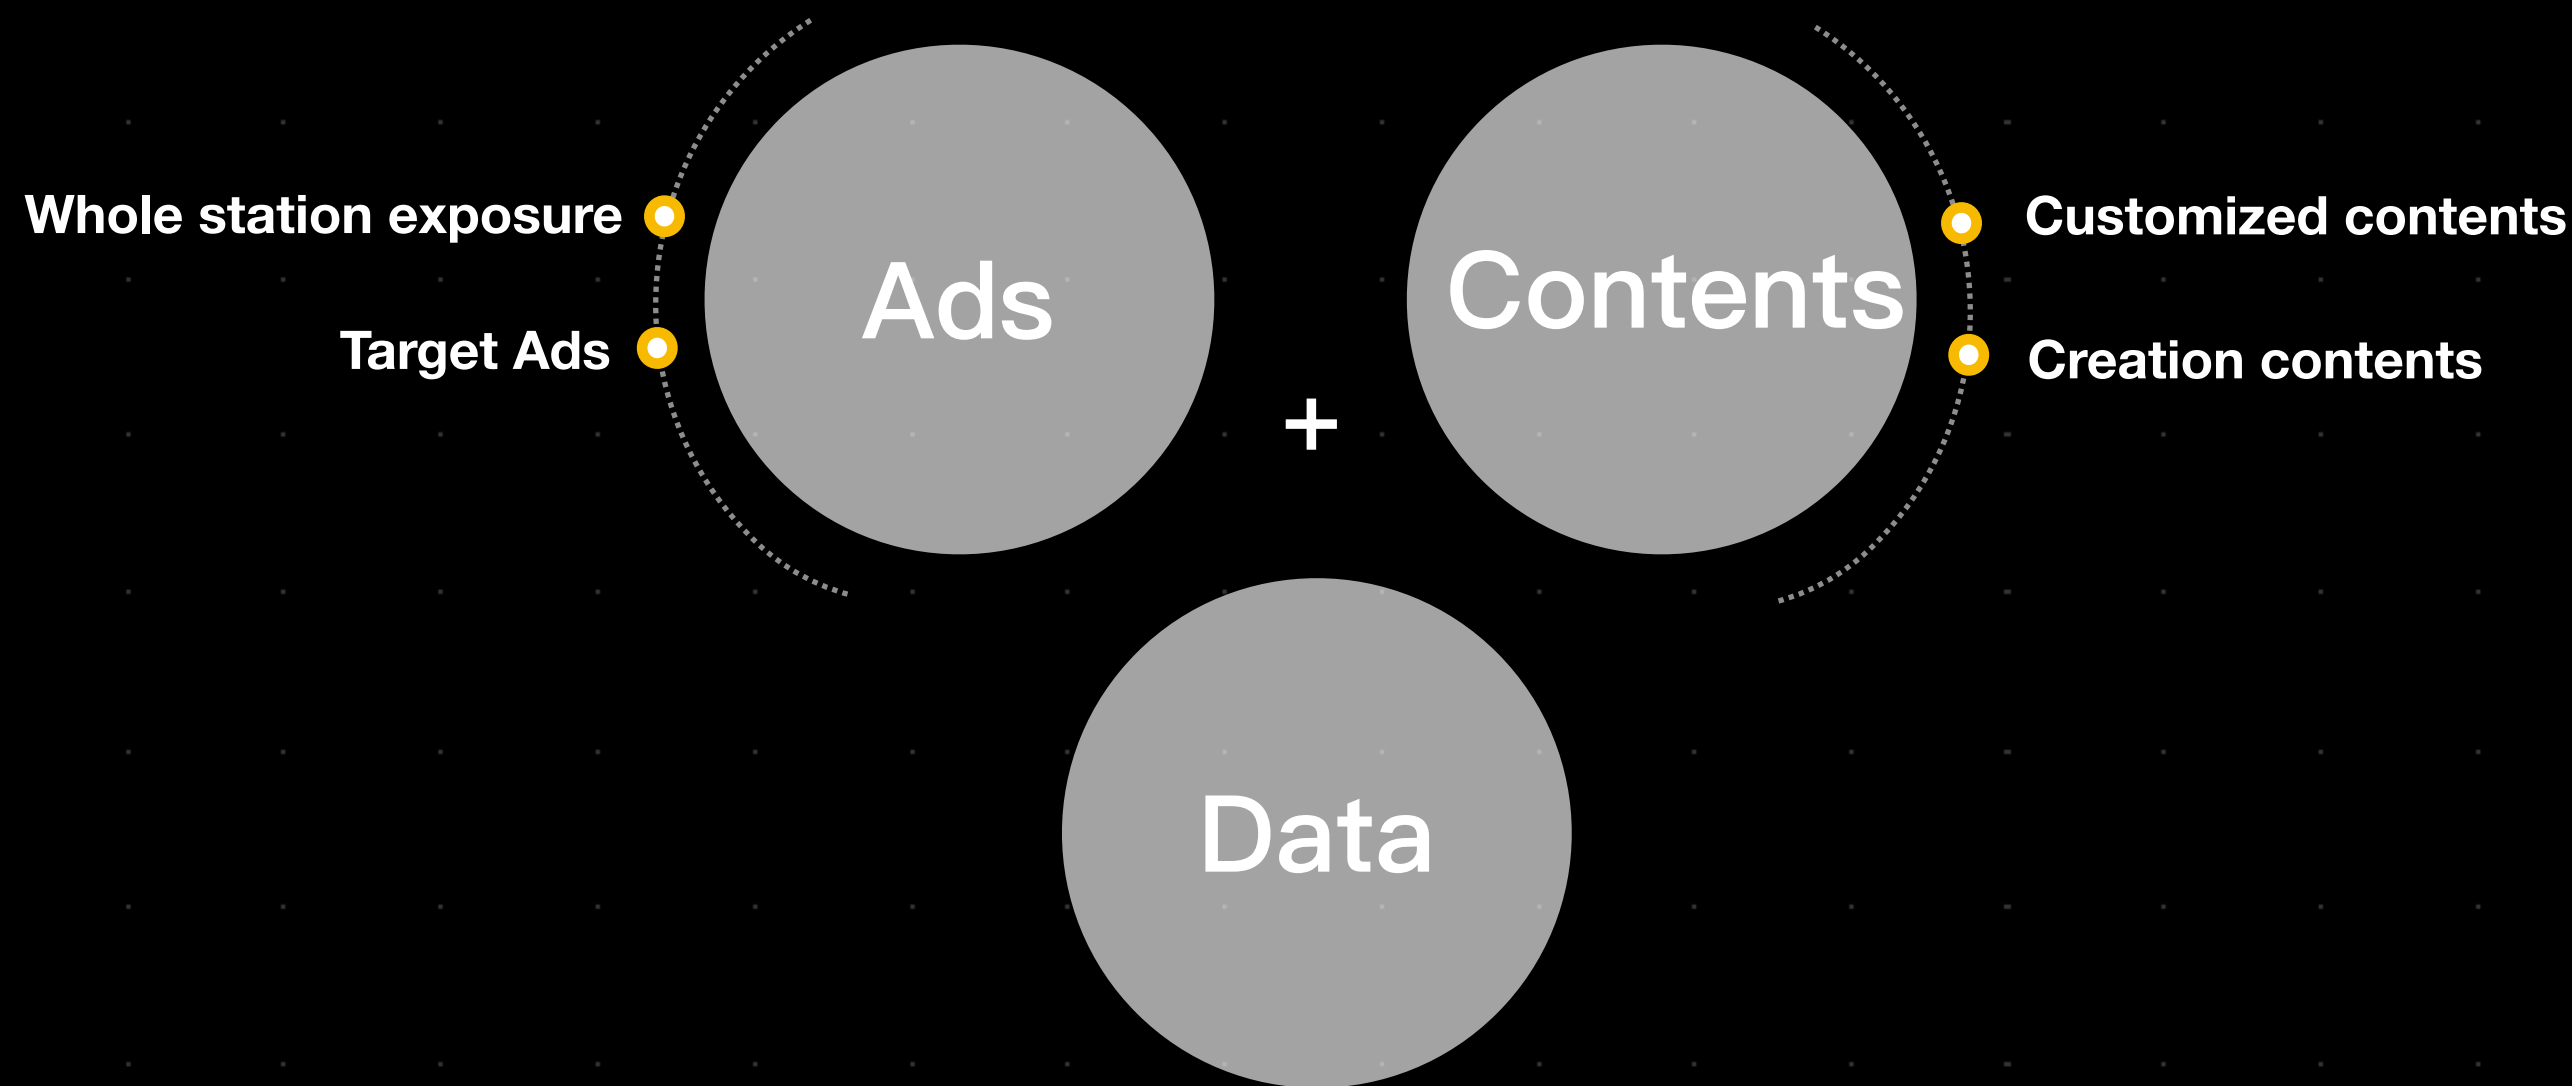 Whole station exposure
Target Ads
Ads
+
Contents
Customized contents
Creation contents
Data